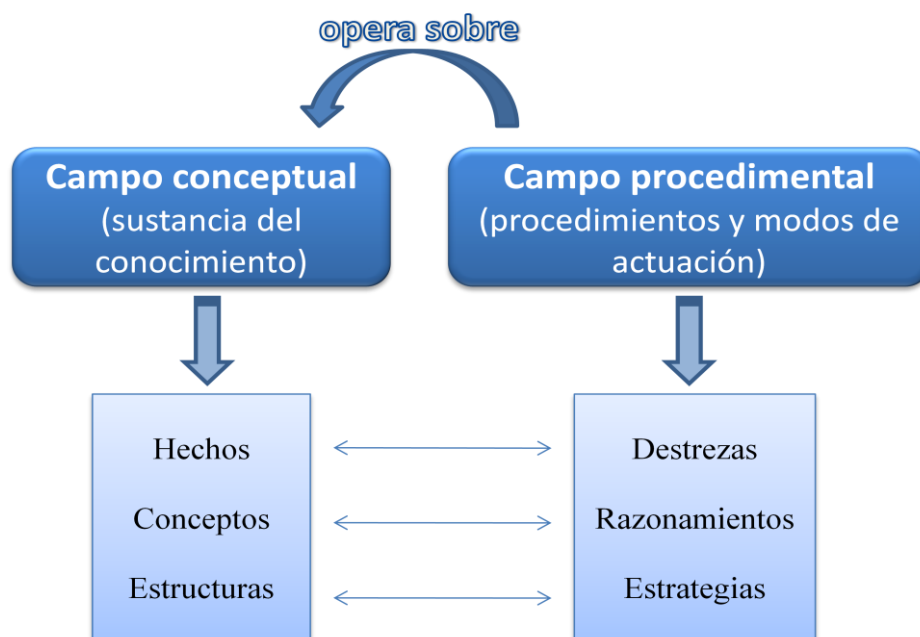 opera sobre
Campo conceptual
(sustancia del
conocimiento)
Campo procedimental
(procedimientos y modos de
actuación)
Hechos
Conceptos
Estructuras
Destrezas
Razonamientos
Estrategias